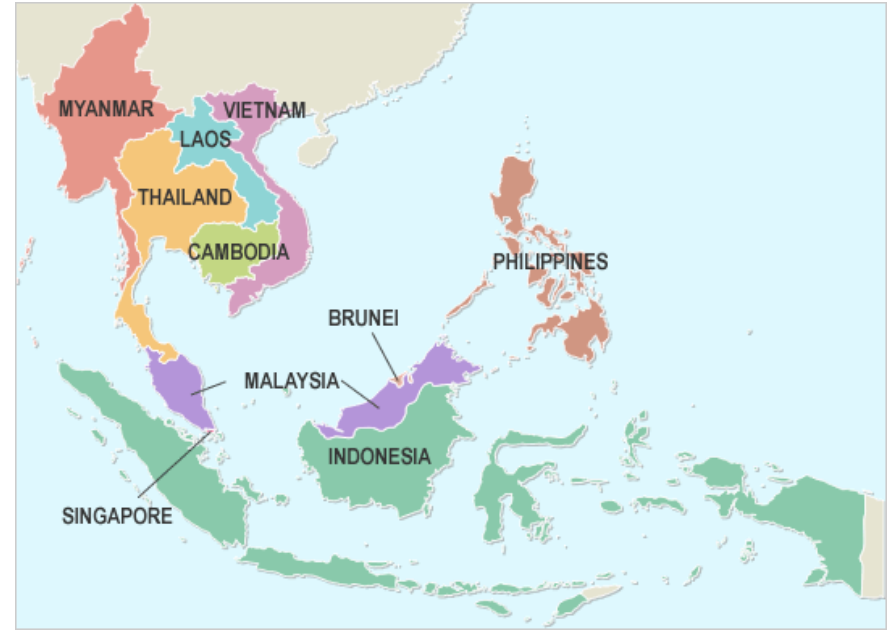 MYANMAR
VIETNAM
LAOS
THAILAND
CAMBODIA
PHILIPPINES
BRUNEI
MALAYSIA
INDONESIA
SINGAPORE